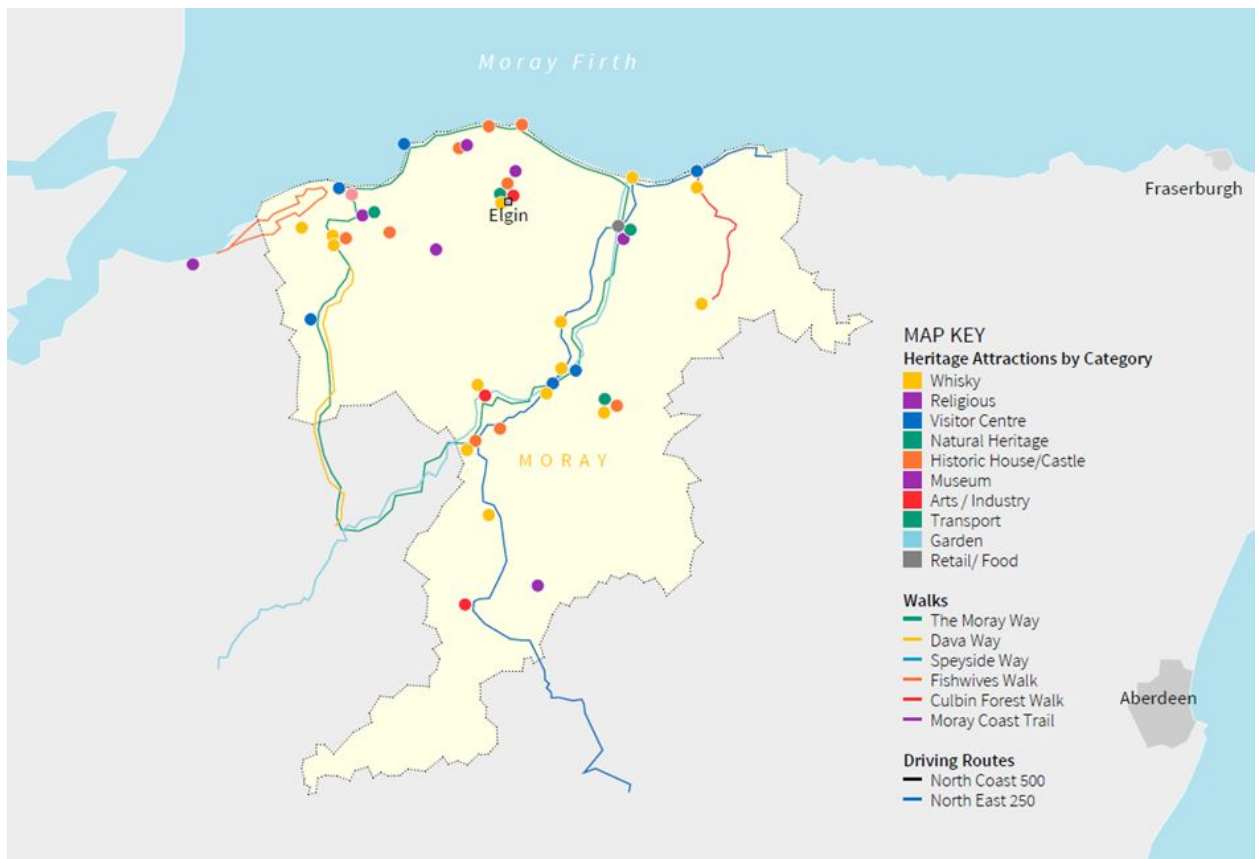 Moray Firth
Fraserburgh
Elgin
MORAY
Aberdeen
MAP KEY
Heritage Attractions by Category
Whisky
Religious
Visitor Centre
Natural Heritage
Historic House/Castle
Museum
Arts / Industry
Transport
Garden
Retail/ Food
Walks
The Moray Way
Dava Way
Speyside Way
Fishwives Walk
Culbin Forest Walk
Moray Coast Trail
Driving Routes
North Coast 500
North East 250